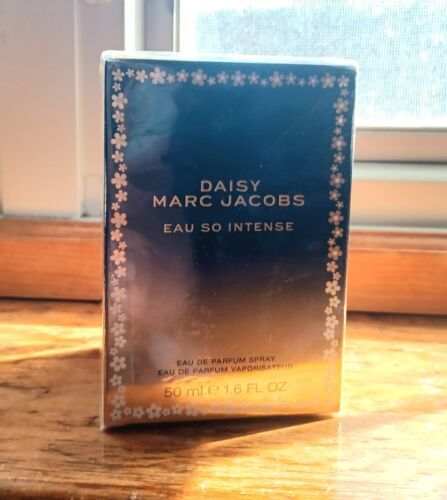 DAISY
MARC JACOBS
EAU SO INTENSE
EAU DE PARFUM SPRAY
EAU DE PARFUM VAPORISATEUR
50 ml ℮ 1.6 FL OZ